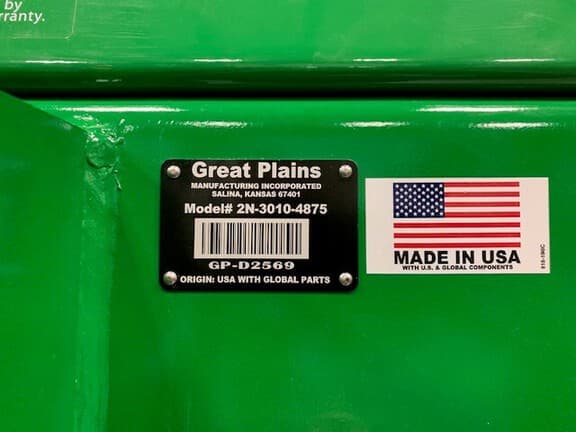 by
rranty.
Great Plains
MANUFACTURING INCORPORATED
SALINA, KANSAS 67401
Model# 2N-3010-4875
GP-D2569
ORIGIN: USA WITH GLOBAL PARTS
MADE IN USA
WITH U.S. & GLOBAL COMPONENTS
818-198C